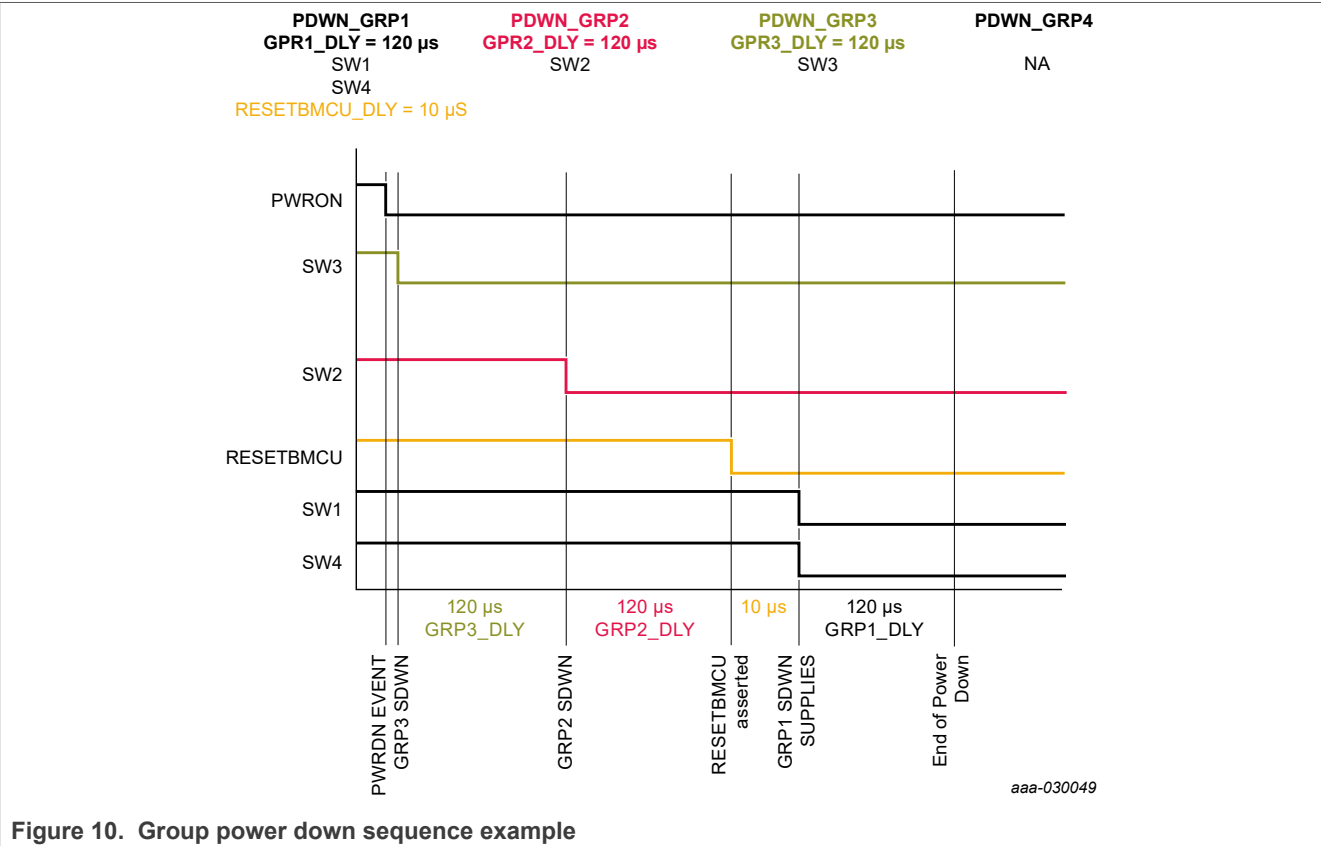 PDWN_GRP1
GPR1_DLY = 120 µs
SW1
SW4
RESETBMCU_DLY = 10 µS
PDWN_GRP2
GPR2_DLY = 120 µs
SW2
PDWN_GRP3
GPR3_DLY = 120 µs
SW3
PDWN_GRP4
NA
PWRON
SW3
SW2
RESETBMCU
SW1
SW4
120 µs
GRP3_DLY
120 µs
GRP2_DLY
10 µs
120 µs
GRP1_DLY
PWRDN EVENT
GRP3 SDWN
GRP2 SDWN
RESETBMCU
asserted
GRP1 SDWN
SUPPLIES
End of Power
Down
aaa-030049
Figure 10. Group power down sequence example